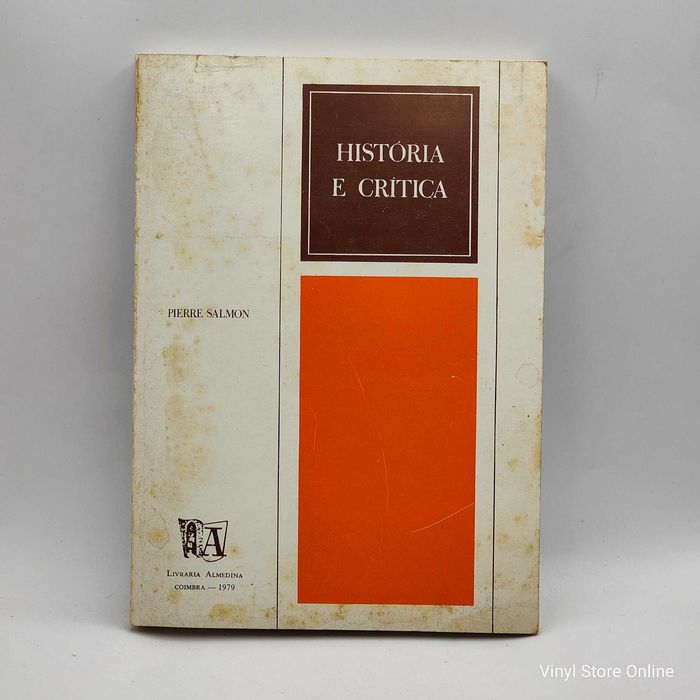 HISTÓRIA
E CRÍTICA
PIERRE SALMON
LIVRARIA ALMEDINA
COIMBRA — 1979
Vinyl Store Online